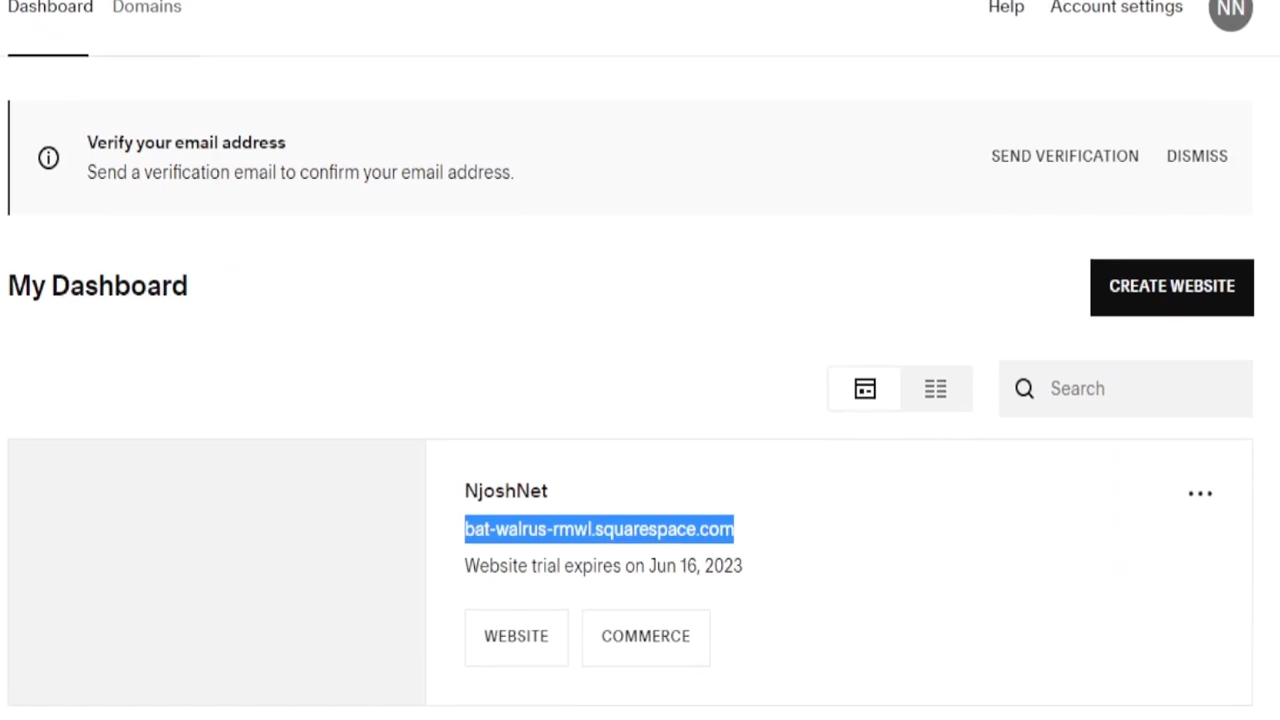 Dashboard Domains Help Account settings NN
Verify your email address
Send a verification email to confirm your email address.
SEND VERIFICATION DISMISS
My Dashboard
CREATE WEBSITE
Search
NjoshNet
bat-walrus-rmwl.squarespace.com
Website trial expires on Jun 16, 2023
WEBSITE COMMERCE